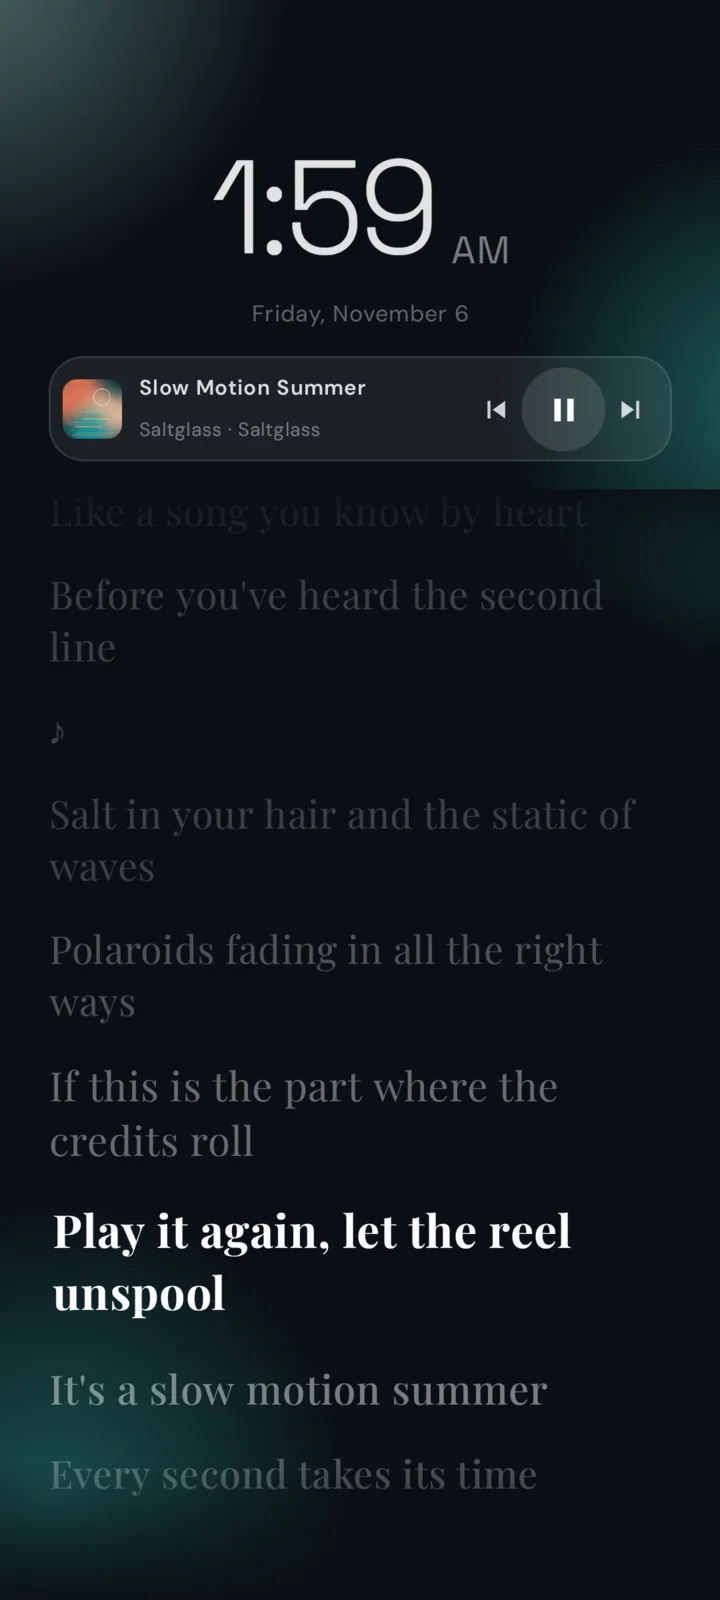 1:59 AM
Friday, November 6
Slow Motion Summer
Saltglass · Saltglass
Like a song you know by heart
Before you've heard the second
line
♪
Salt in your hair and the static of
waves
Polaroids fading in all the right
ways
If this is the part where the
credits roll
Play it again, let the reel
unspool
It's a slow motion summer
Every second takes its time